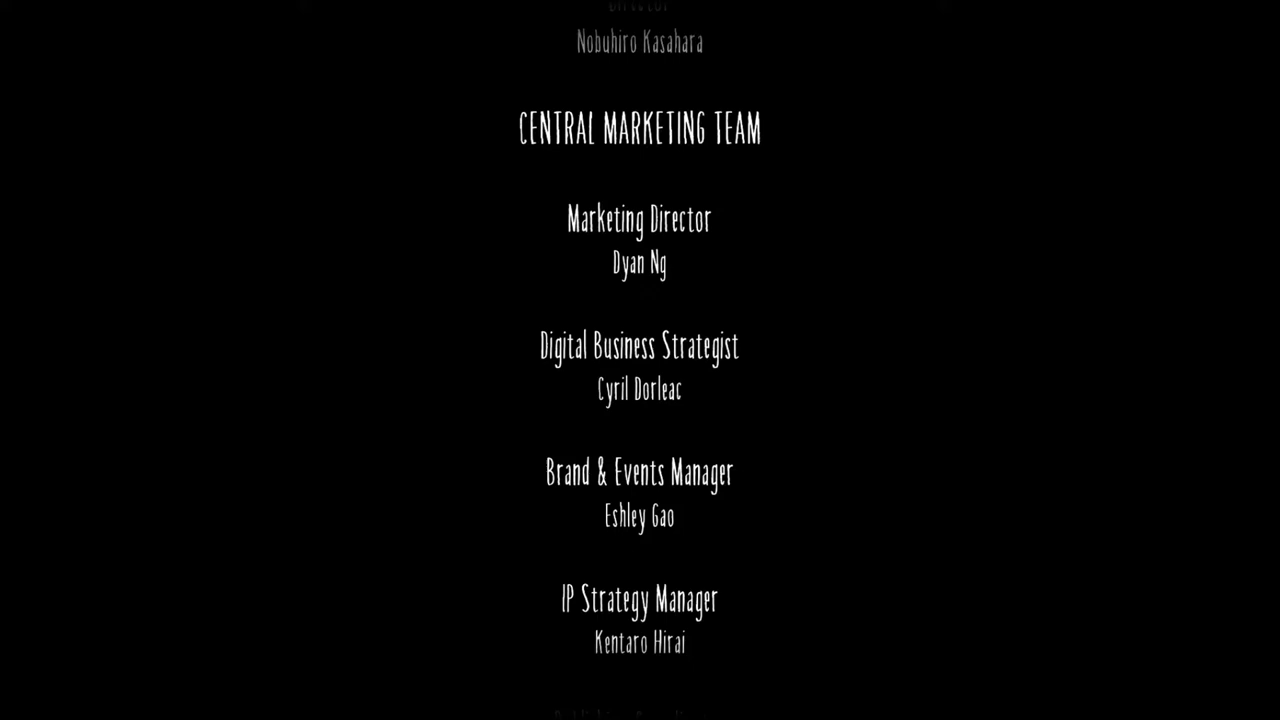 Director
Nobuhiro Kasahara
CENTRAL MARKETING TEAM
Marketing Director
Dyan Ng
Digital Business Strategist
Cyril Dorleac
Brand & Events Manager
Eshley Gao
IP Strategy Manager
Kentaro Hirai